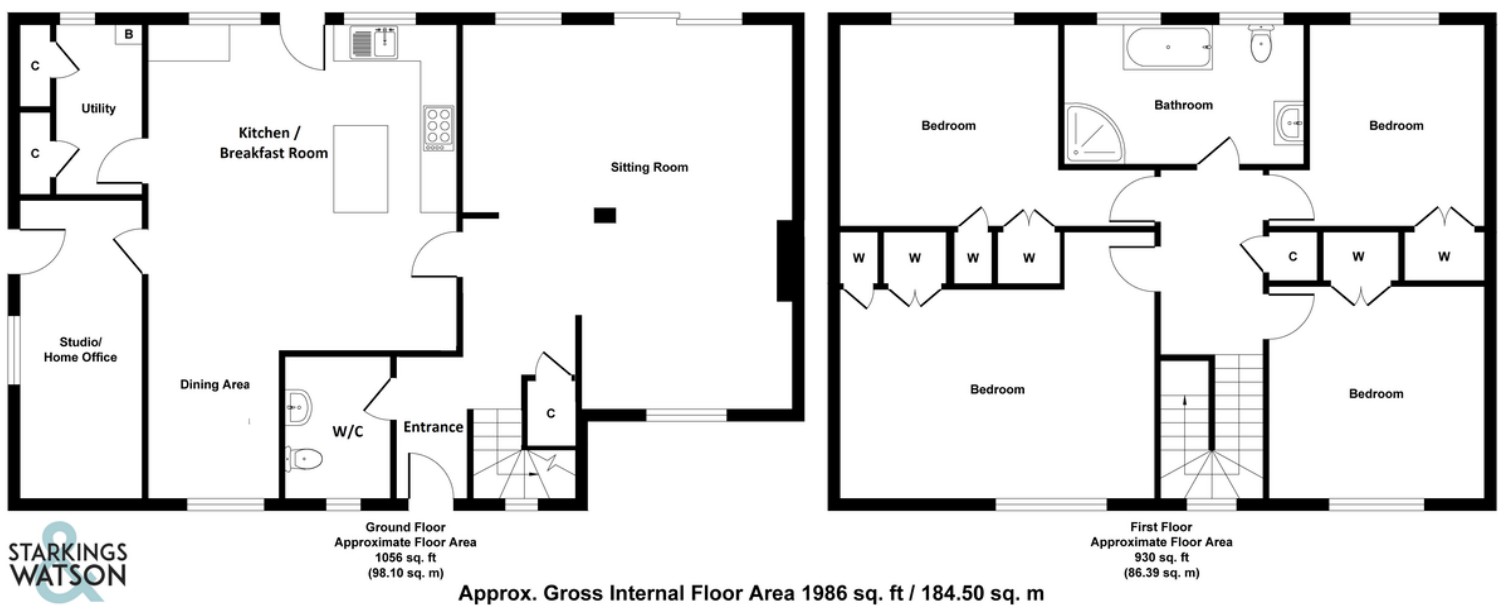 B
C
Utility
C
Kitchen /
Breakfast Room
Sitting Room
Studio/
Home Office
Dining Area
W/C
Entrance
C
Ground Floor
Approximate Floor Area
1056 sq. ft
(98.10 sq. m)
Bedroom
Bathroom
Bedroom
W
W
W
W
C
W
W
Bedroom
Bedroom
First Floor
Approximate Floor Area
930 sq. ft
(86.39 sq. m)
STARKINGS
&
WATSON
Approx. Gross Internal Floor Area 1986 sq. ft / 184.50 sq. m